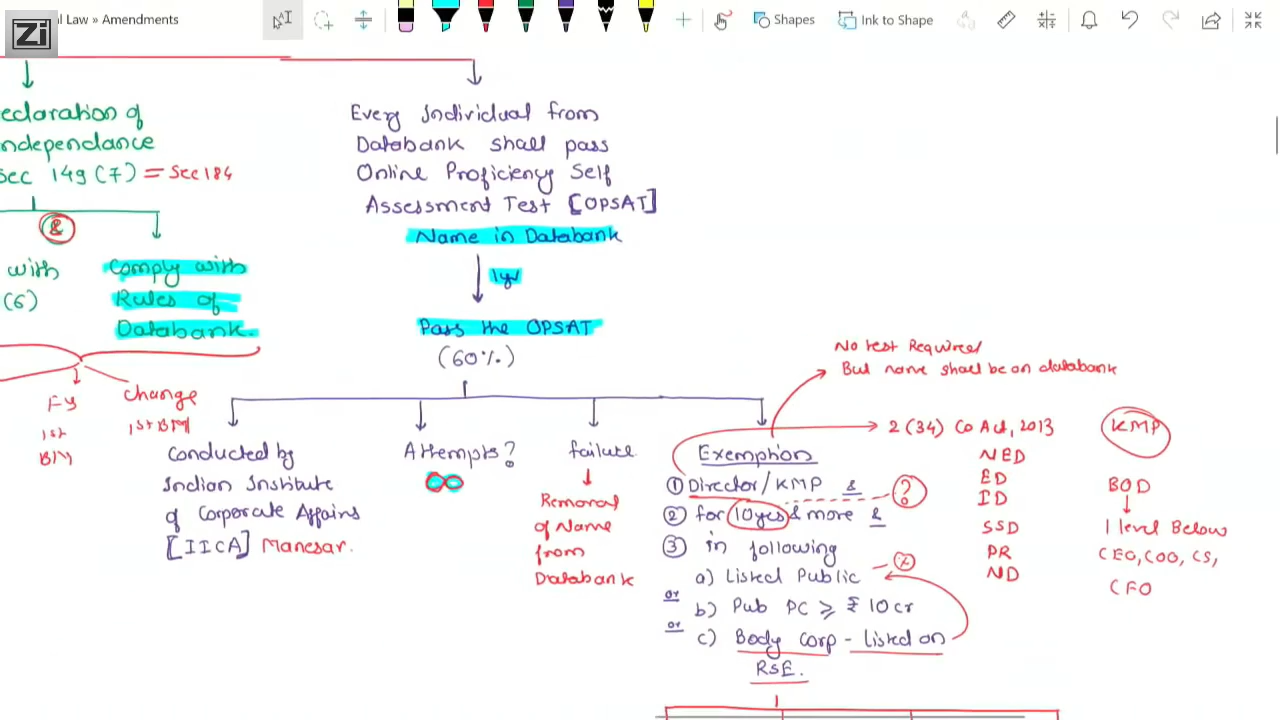 al Law » Amendments
Shapes
Ink to Shape
Zi
eclaration of
ndependance
Sec 149 (7) = Sec 184
&
with
(6)
Comply with
Rules of
Databank.
FY
1st
BM
Change
1st BM
Every Individual from
Databank shall pass
Online Proficiency Self
Assessment Test [OPSAT]
Name in Databank
1yr
Pass the OPSAT
(60%)
Conducted by
Indian Institute
of Corporate Affairs
[IICA] Manesar.
Attempts?
∞
failure
Removal
of Name
from
Databank
No test Required
But name shall be on databank
Exemption
① Director/KMP &
?
② for 10yes & more &
③ in following
a) Listed Public
or
b) Pub PC ≥ ₹ 10 cr
or
c) Body Corp - Listed on
RSE.
2 (34) Co Act, 2013
NED
ED
ID
SSD
PR
ND
KMP
BOD
1 level Below
CEO, COO, CS,
CFO